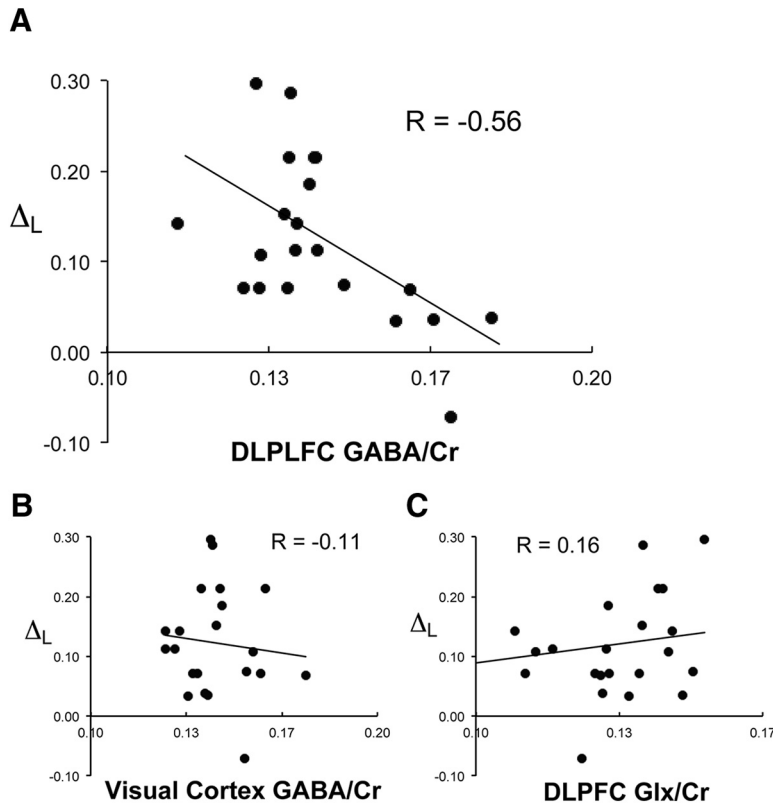 A
0.30
R = -0.56
0.20
ΔL
0.10
0.00
0.10 0.13 0.17 0.20
-0.10
DLPLFC GABA/Cr
B
0.30
R = -0.11
0.20
ΔL
0.10
0.00
0.10 0.13 0.17 0.20
-0.10
Visual Cortex GABA/Cr
C
0.30
R = 0.16
0.20
ΔL
0.10
0.00
0.10 0.13 0.17
-0.10
DLPFC Glx/Cr